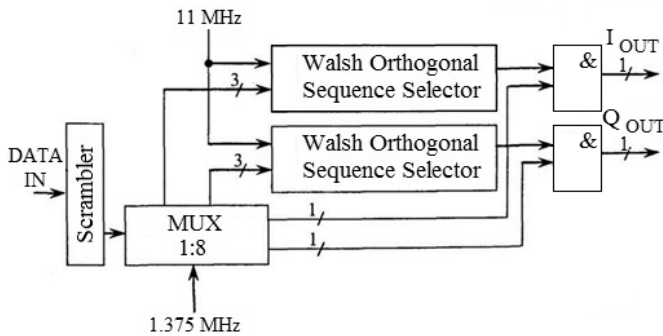 11 MHz
Walsh Orthogonal
Sequence Selector
3
&
I OUT
1
Walsh Orthogonal
Sequence Selector
3
&
Q OUT
1
DATA
IN
Scrambler
MUX
1:8
1
1
1.375 MHz